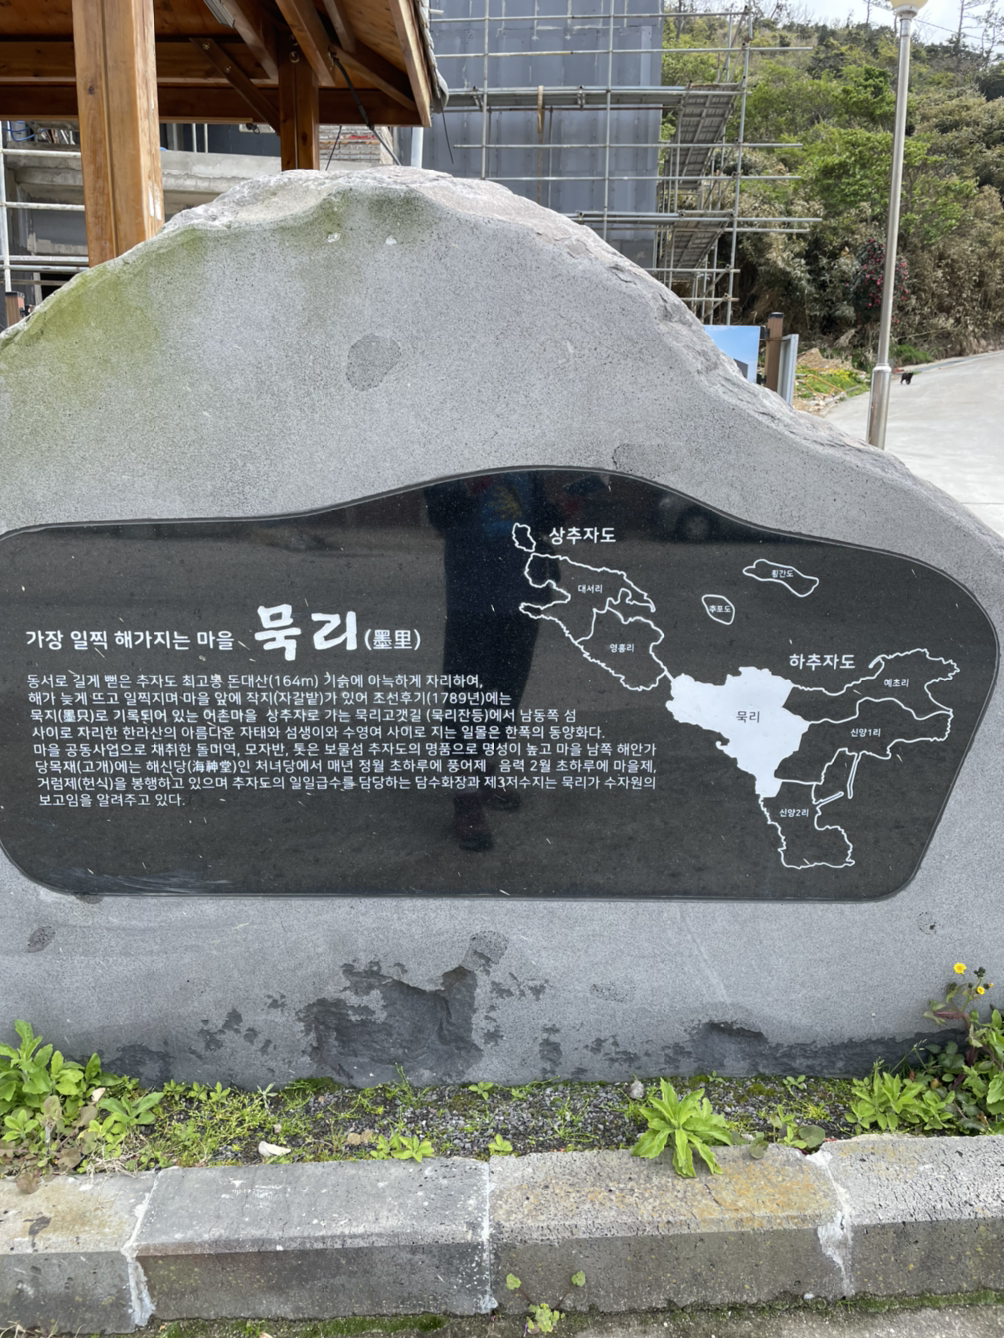 가장 일찍 해가지는 마을 묵리(墨里)
동서로 길게 뻗은 추자도 최고봉 돈대산(164m) 기슭에 아늑하게 자리하여,
해가 늦게 뜨고 일찍지며 마을 앞에 작지(자갈밭)가 있어 조선후기(1789년)에는
묵지(墨只)로 기록되어 있는 어촌마을 상추자로 가는 묵리고갯길 (묵리잔등)에서 남동쪽 섬
사이로 자리한 한라산의 아름다운 자태와 섬생이와 수영여 사이로 지는 일몰은 한폭의 동양화다.
마을 공동사업으로 채취한 돌미역, 모자반, 톳은 보물섬 추자도의 명품으로 명성이 높고 마을 남쪽 해안가
당목재(고개)에는 해신당(海神堂)인 처녀당에서 매년 정월 초하루에 풍어제 음력 2월 초하루에 마을제,
거럼제(헌식)을 봉행하고 있으며 추자도의 일일급수를 담당하는 담수화장과 제3저수지는 묵리가 수자원의
보고임을 알려주고 있다.
상추자도
대서리
영흥리
횡간도
추포도
하추자도
예초리
묵리
신양1리
신양2리